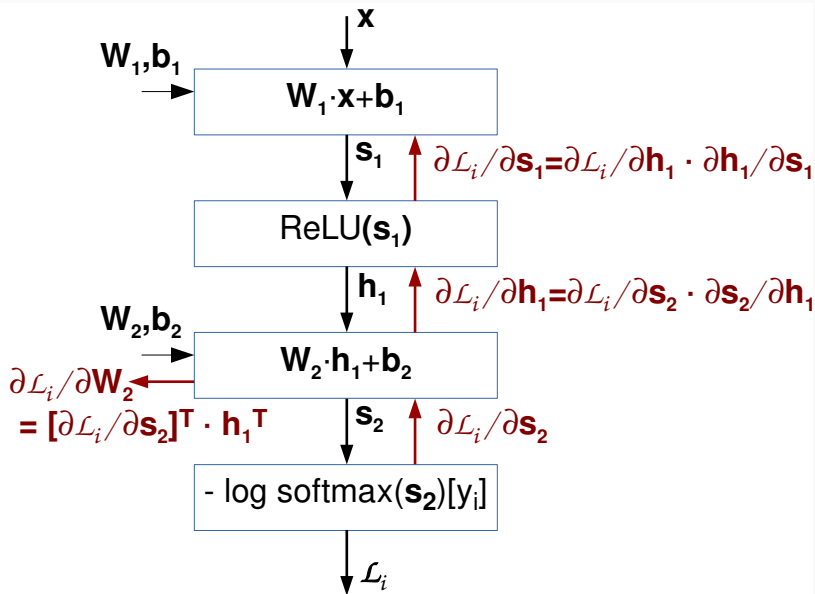 x
W₁,b₁
W₁·x+b₁
s₁
∂ℒᵢ/∂s₁=∂ℒᵢ/∂h₁ · ∂h₁/∂s₁
ReLU(s₁)
h₁
∂ℒᵢ/∂h₁=∂ℒᵢ/∂s₂ · ∂s₂/∂h₁
W₂,b₂
W₂·h₁+b₂
∂ℒᵢ/∂W₂
= [∂ℒᵢ/∂s₂]ᵀ · h₁ᵀ
s₂
∂ℒᵢ/∂s₂
- log softmax(s₂)[yᵢ]
ℒᵢ